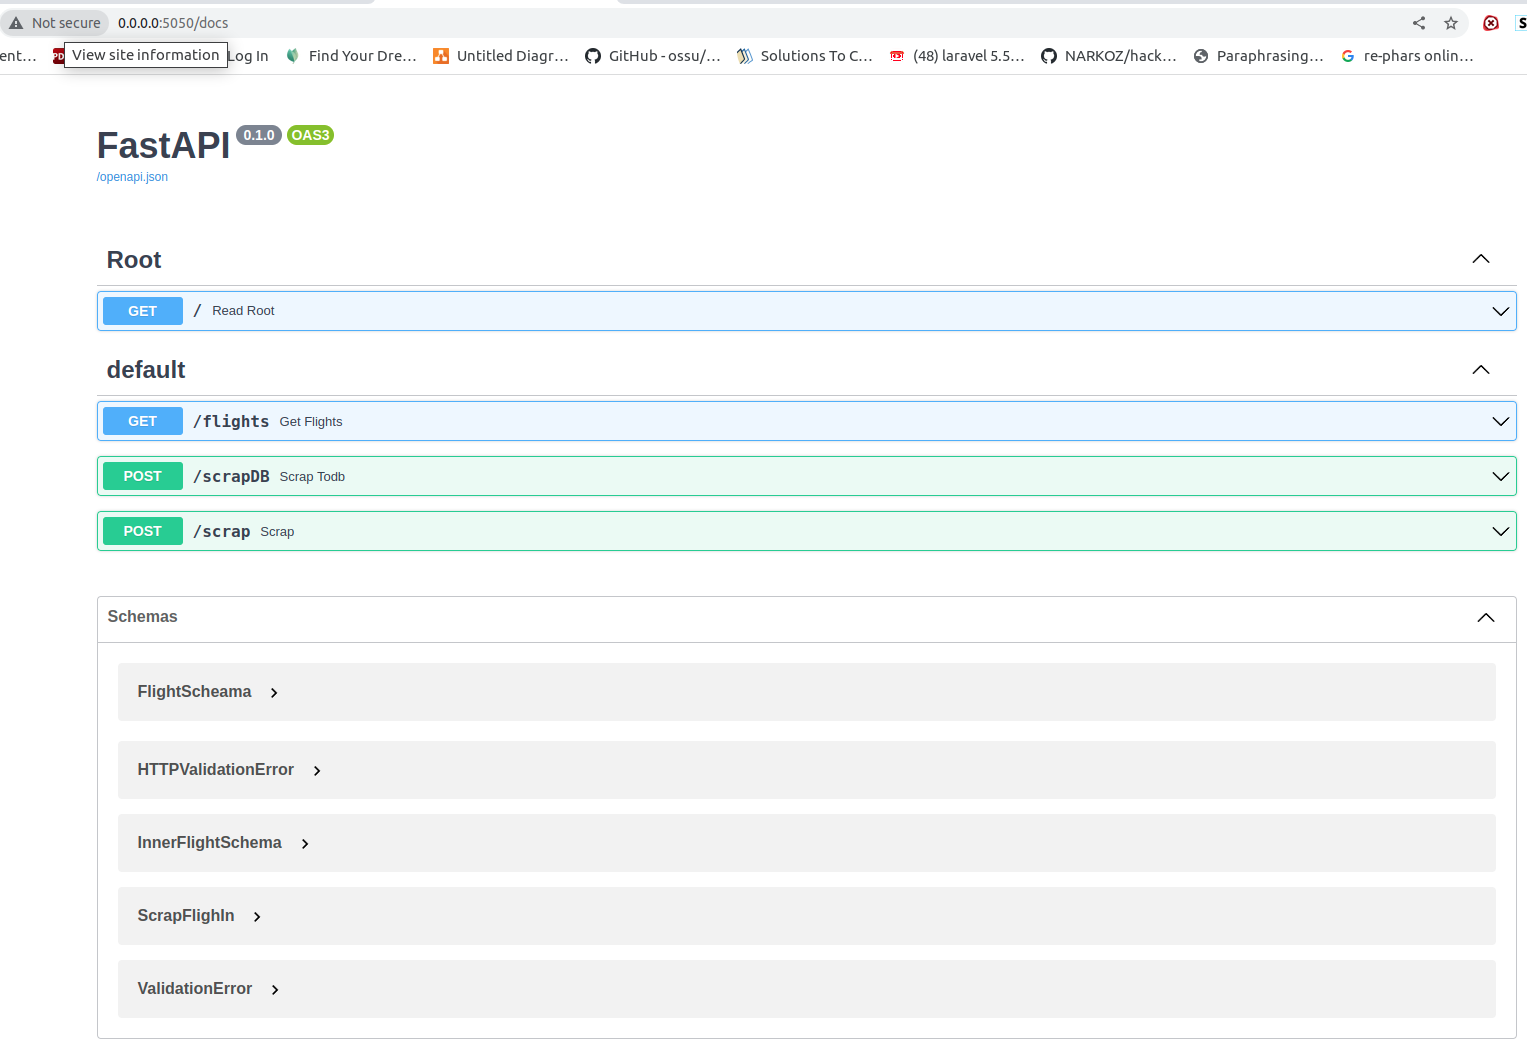 Not secure 0.0.0.0:5050/docs
ent… View site information Log In Find Your Dre… Untitled Diagr… GitHub - ossu/… Solutions To C… (48) laravel 5.5… NARKOZ/hack… Paraphrasing… re-phars onlin…
FastAPI 0.1.0 OAS3
/openapi.json
Root
GET / Read Root
default
GET /flights Get Flights
POST /scrapDB Scrap Todb
POST /scrap Scrap
Schemas
FlightScheama
HTTPValidationError
InnerFlightSchema
ScrapFlighIn
ValidationError